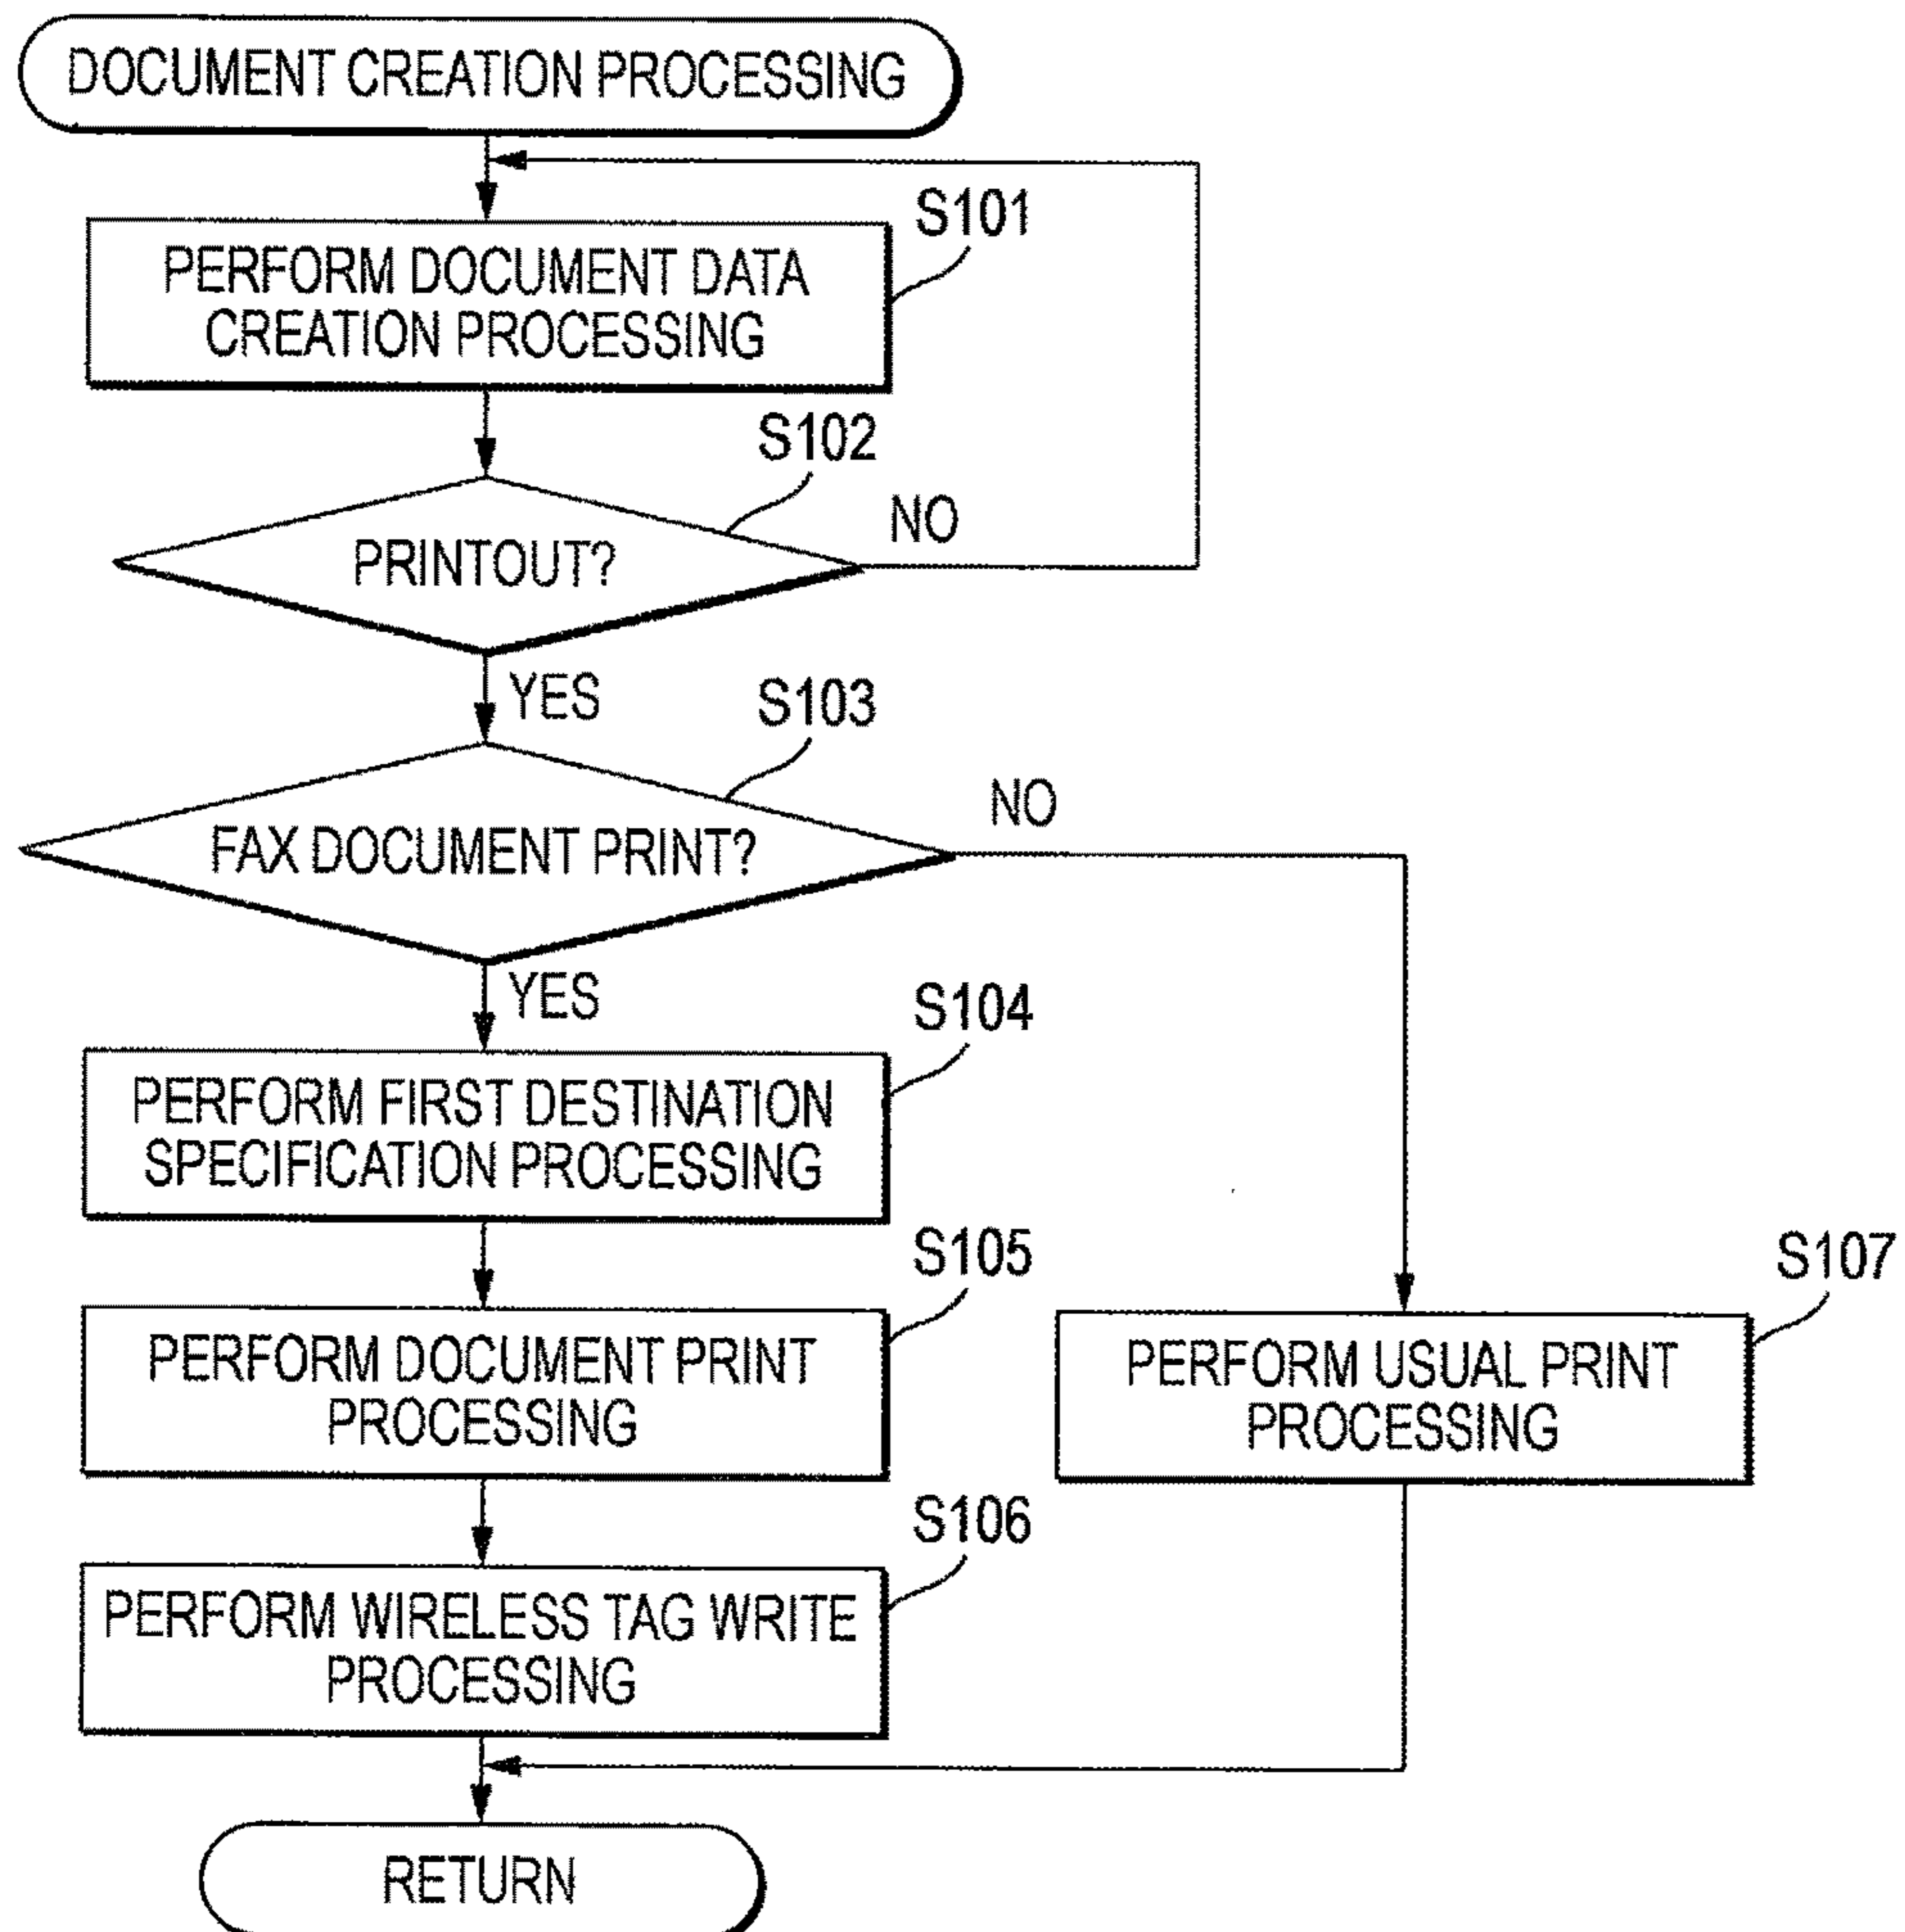 DOCUMENT CREATION PROCESSING
S101
PERFORM DOCUMENT DATA
CREATION PROCESSING
S102
NO
PRINTOUT?
YES
S103
NO
FAX DOCUMENT PRINT?
YES
S104
PERFORM FIRST DESTINATION
SPECIFICATION PROCESSING
S105
PERFORM DOCUMENT PRINT
PROCESSING
S107
PERFORM USUAL PRINT
PROCESSING
S106
PERFORM WIRELESS TAG WRITE
PROCESSING
RETURN